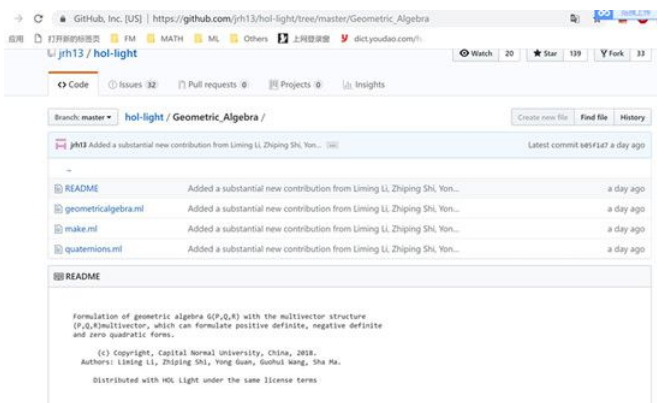 GitHub, Inc. [US] | https://github.com/jrh13/hol-light/tree/master/Geometric_Algebra
应用 打开新的标签页 FM MATH ML Others 上网登录窗 dict.youdao.com/
jrh13 / hol-light Watch 20 Star 139 Fork 33
Code Issues 32 Pull requests 0 Projects 0 Insights
Branch: master hol-light / Geometric_Algebra / Create new file Find file History
jrh13 Added a substantial new contribution from Liming Li, Zhiping Shi, Yon... Latest commit a day ago
..
README Added a substantial new contribution from Liming Li, Zhiping Shi, Yon... a day ago
geometricalgebra.ml Added a substantial new contribution from Liming Li, Zhiping Shi, Yon... a day ago
make.ml Added a substantial new contribution from Liming Li, Zhiping Shi, Yon... a day ago
quaternions.ml Added a substantial new contribution from Liming Li, Zhiping Shi, Yon... a day ago
README
Formulation of geometric algebra G(P,Q,R) with the multivector structure
(P,Q,R)multivector, which can formulate positive definite, negative definite
and zero quadratic forms.
(c) Copyright, Capital Normal University, China, 2018.
Authors: Liming Li, Zhiping Shi, Yong Guan, Guohui Wang, Sha Ma.
Distributed with HOL Light under the same license terms